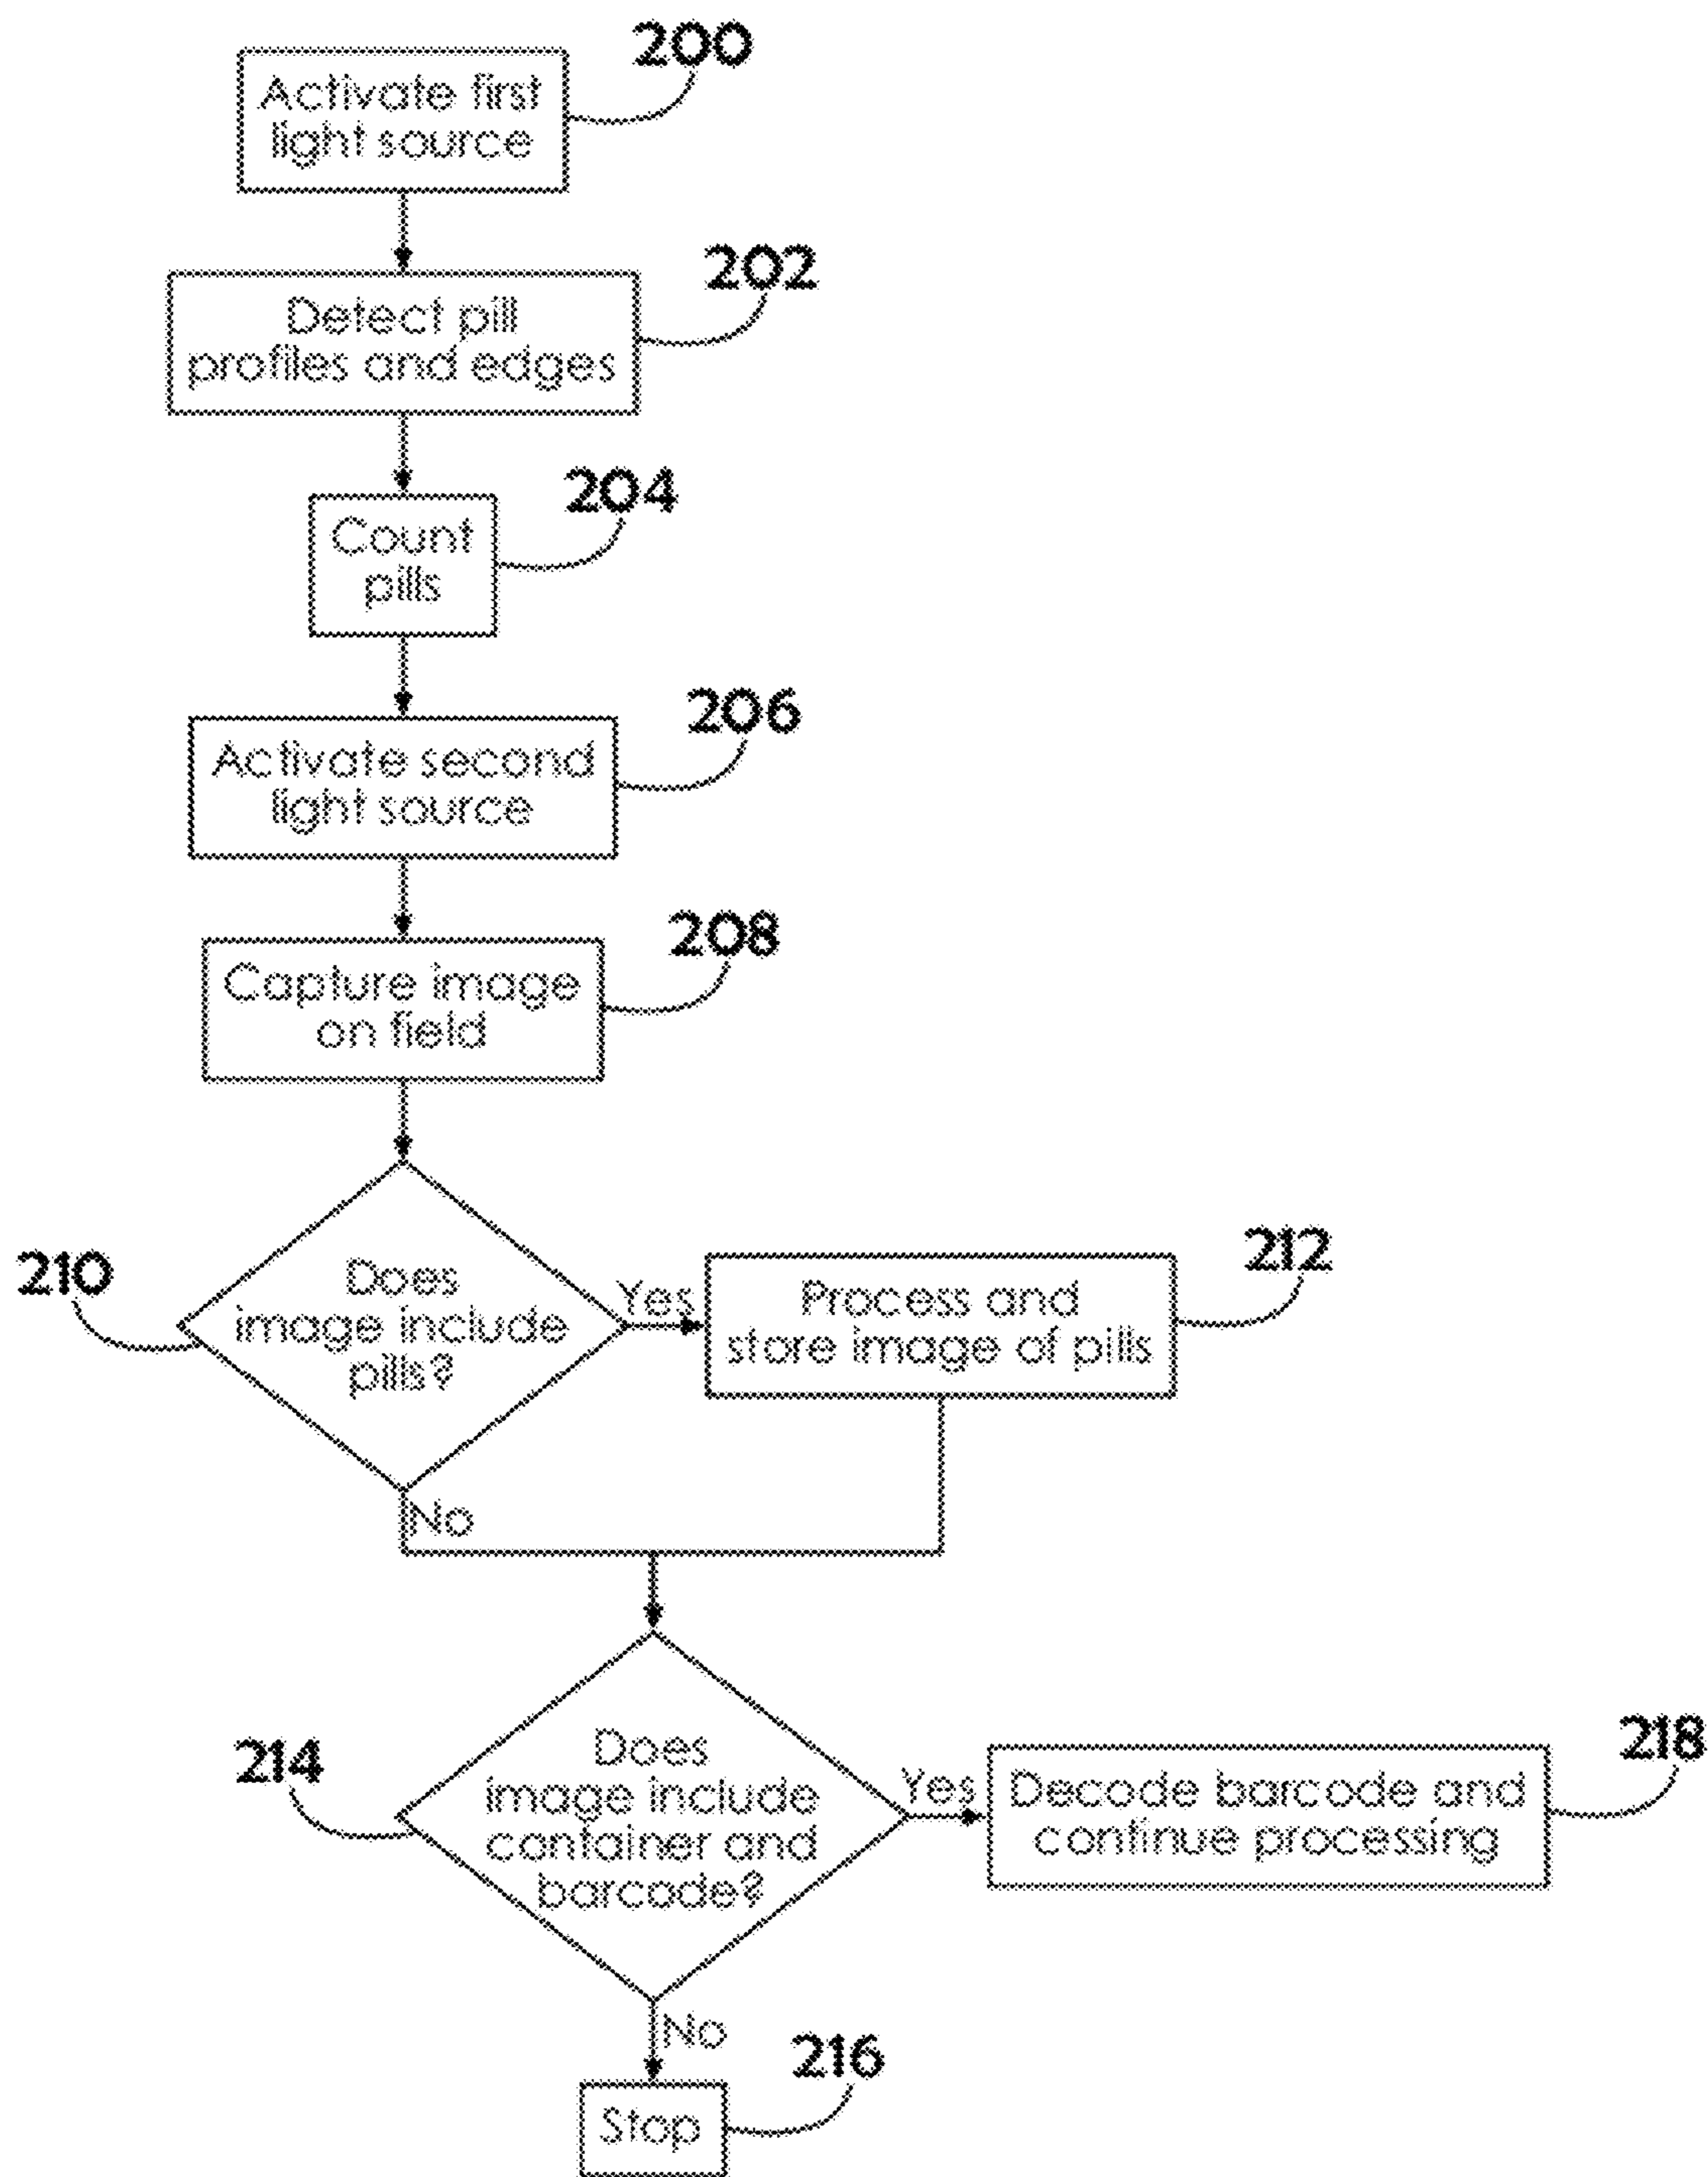 200
Activate first
light source
202
Detect pill
profiles and edges
204
Count
pills
206
Activate second
light source
208
Capture image
on field
210
Does
image include
pills?
Yes
212
Process and
store image of pills
No
214
Does
image include
container and
barcode?
Yes
218
Decode barcode and
continue processing
No
216
Stop